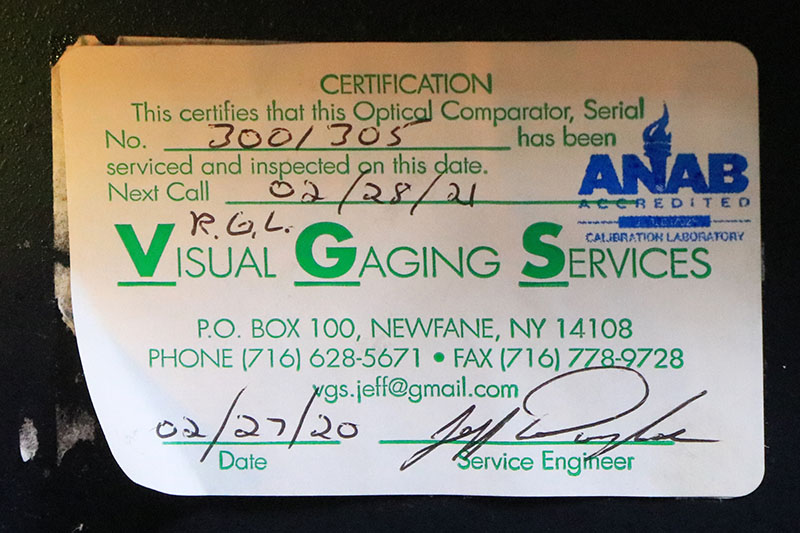 CERTIFICATION
This certifies that this Optical Comparator, Serial
No. 3001305 has been
serviced and inspected on this date.
Next Call 02/28/21
ANAB
ACCREDITED
CALIBRATION LABORATORY
R.G.L.
VISUAL GAGING SERVICES
P.O. BOX 100, NEWFANE, NY 14108
PHONE (716) 628-5671 • FAX (716) 778-9728
vgs.jeff@gmail.com
02/27/20 Jeff
Date Service Engineer